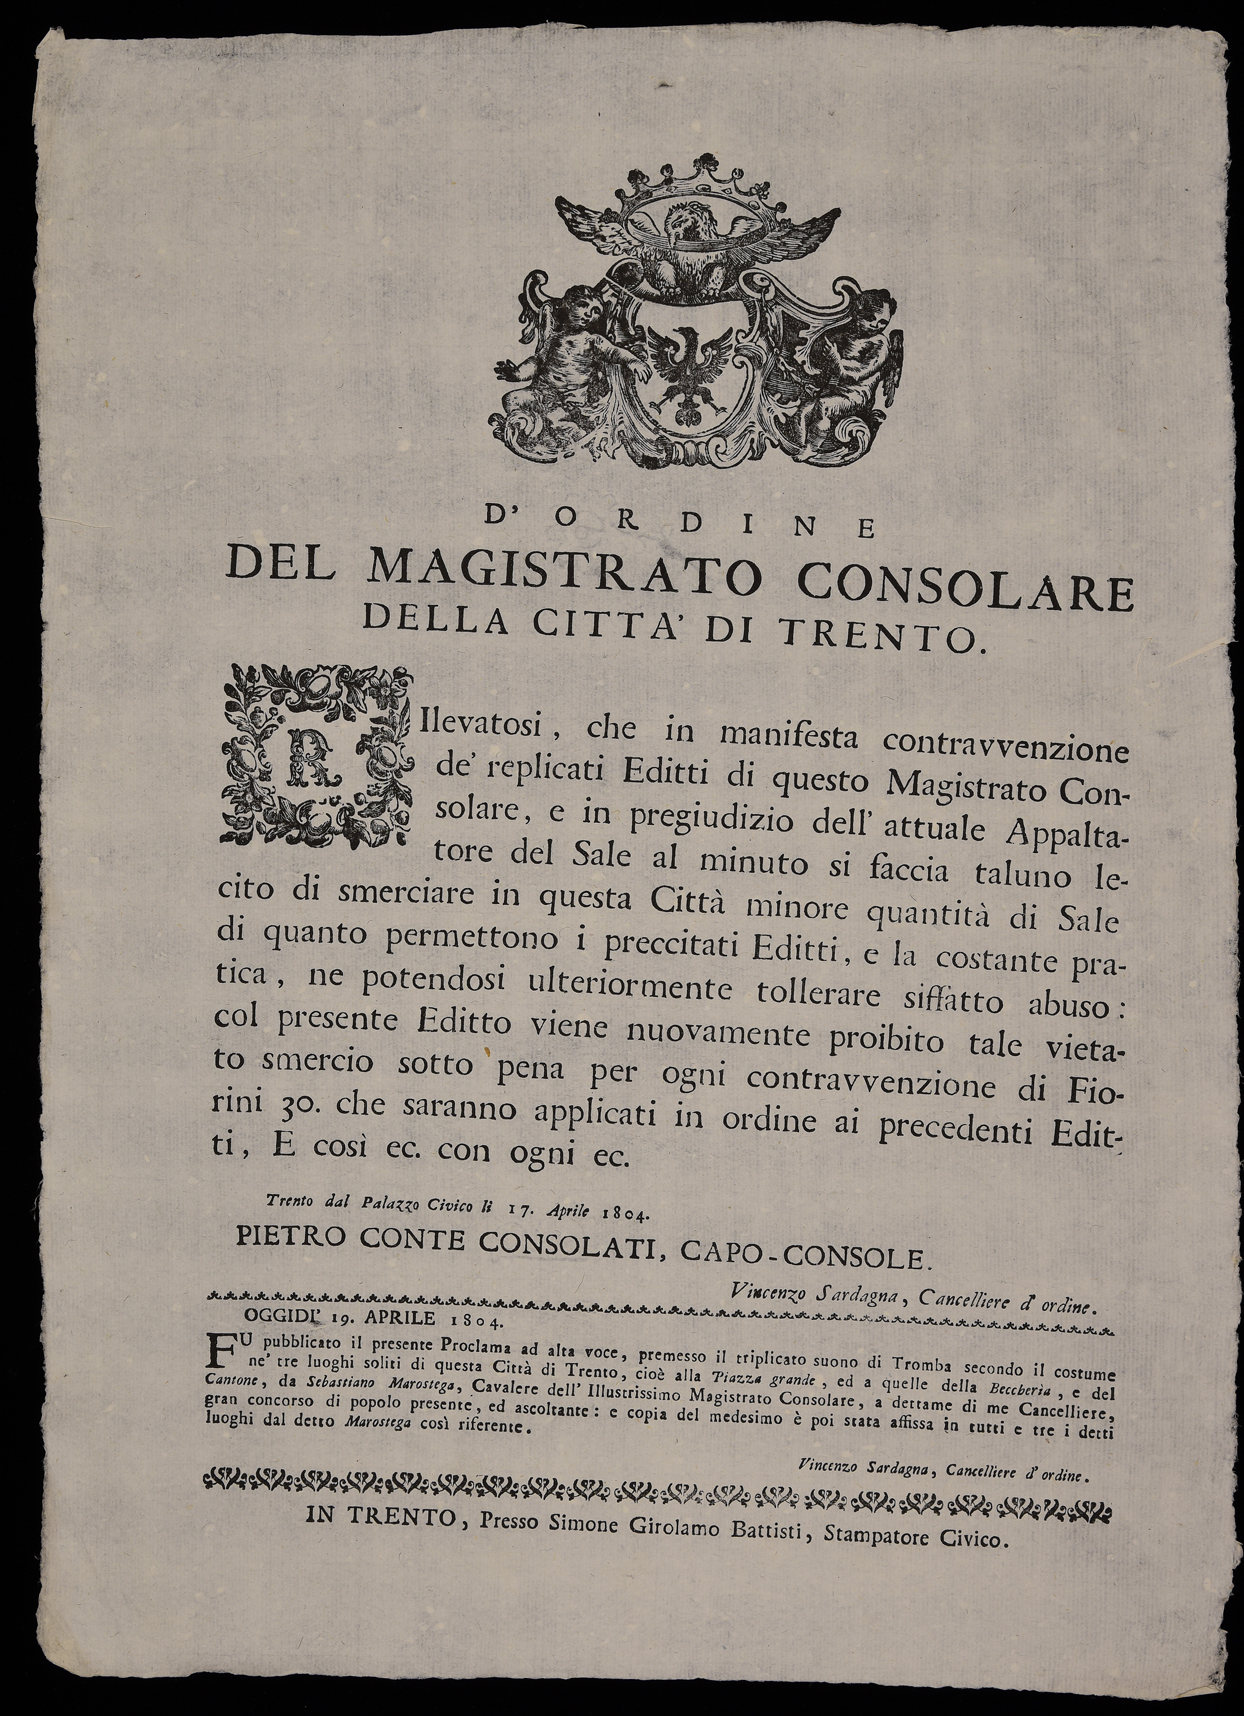 D' ORDINE
DEL MAGISTRATO CONSOLARE
DELLA CITTA' DI TRENTO.
RIlevatosi, che in manifesta contravvenzione
de' replicati Editti di questo Magistrato Con-
solare, e in pregiudizio dell' attuale Appalta-
tore del Sale al minuto si faccia taluno le-
cito di smerciare in questa Città minore quàntità di Sale
di quanto permettono i preccitati Editti, e la costante pra-
tica, ne potendosi ulteriormente tollerare siffàtto abuso:
col presente Editto viene nuovamente proibito tale vieta-
to smercio sotto pena per ogni contravvenzione di Fio-
rini 30. che saranno applicati in ordine ai precedenti Edit-
ti, E così ec. con ogni ec.
Trento dal Palazzo Civico li 17. Aprile 1804.
PIETRO CONTE CONSOLATI, CAPO-CONSOLE.
Vincenzo Sardagna, Cancelliere d' ordine.
OGGIDI' 19. APRILE 1804.
FU pubblicato il presente Proclama ad alta voce, premesso il triplicato suono di Tromba secondo il costume
ne' tre luoghi soliti di questa Città di Trento, cioè alla Piazza grande, ed a quelle della Beccheria, e del
Cantone, da Sebastiano Marostega, Cavalere dell' Illustrissimo Magistrato Consolare, a dettame di me Cancelliere,
gran concorso di popolo presente, ed ascoltante: e copia del medesimo è poi stata affissa in tutti e tre i detti
luoghi dal detto Marostega così riferente.
Vincenzo Sardagna, Cancelliere d' ordine.
IN TRENTO, Presso Simone Girolamo Battisti, Stampatore Civico.